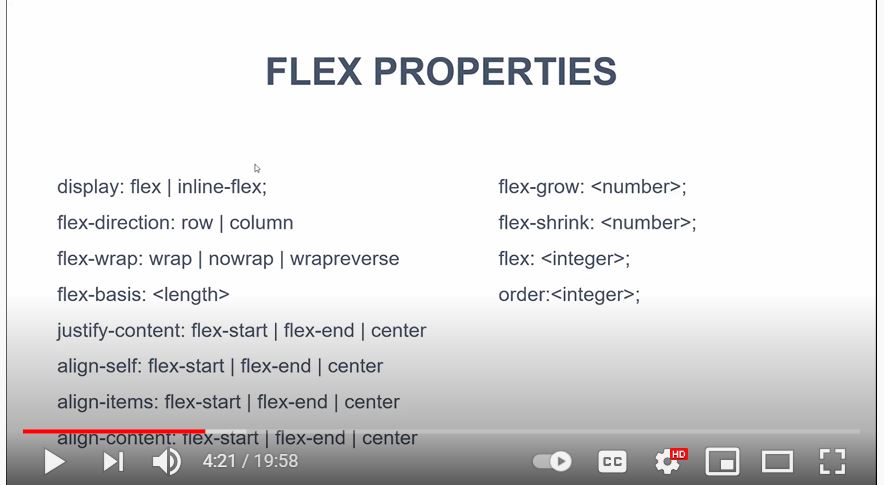 FLEX PROPERTIES
display: flex | inline-flex;
flex-direction: row | column
flex-wrap: wrap | nowrap | wrapreverse
flex-basis: <length>
justify-content: flex-start | flex-end | center
align-self: flex-start | flex-end | center
align-items: flex-start | flex-end | center
align-content: flex-start | flex-end | center
flex-grow: <number>;
flex-shrink: <number>;
flex: <integer>;
order:<integer>;
4:21 / 19:58
CC
HD